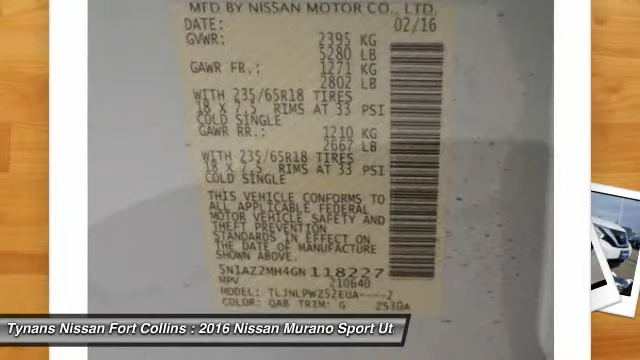 MFD BY NISSAN MOTOR CO., LTD.
DATE: 02/16
GVWR: 2395 KG
5280 LB
GAWR FR.: 1271 KG
2802 LB
WITH 235/65R18 TIRES
18 X 7.5 RIMS AT 33 PSI
COLD SINGLE
GAWR RR.: 1210 KG
2667 LB
WITH 235/65R18 TIRES
18 X 7.5 RIMS AT 33 PSI
COLD SINGLE
THIS VEHICLE CONFORMS TO
ALL APPLICABLE FEDERAL
MOTOR VEHICLE SAFETY AND
THEFT PREVENTION
STANDARDS IN EFFECT ON
THE DATE OF MANUFACTURE
SHOWN ABOVE.
5N1AZ2MH4GN118227
MPV 210640
MODEL: TLJNLPWZ52EUA----2
COLOR: QAB TRIM: G 2530A
Tynans Nissan Fort Collins : 2016 Nissan Murano Sport Ut